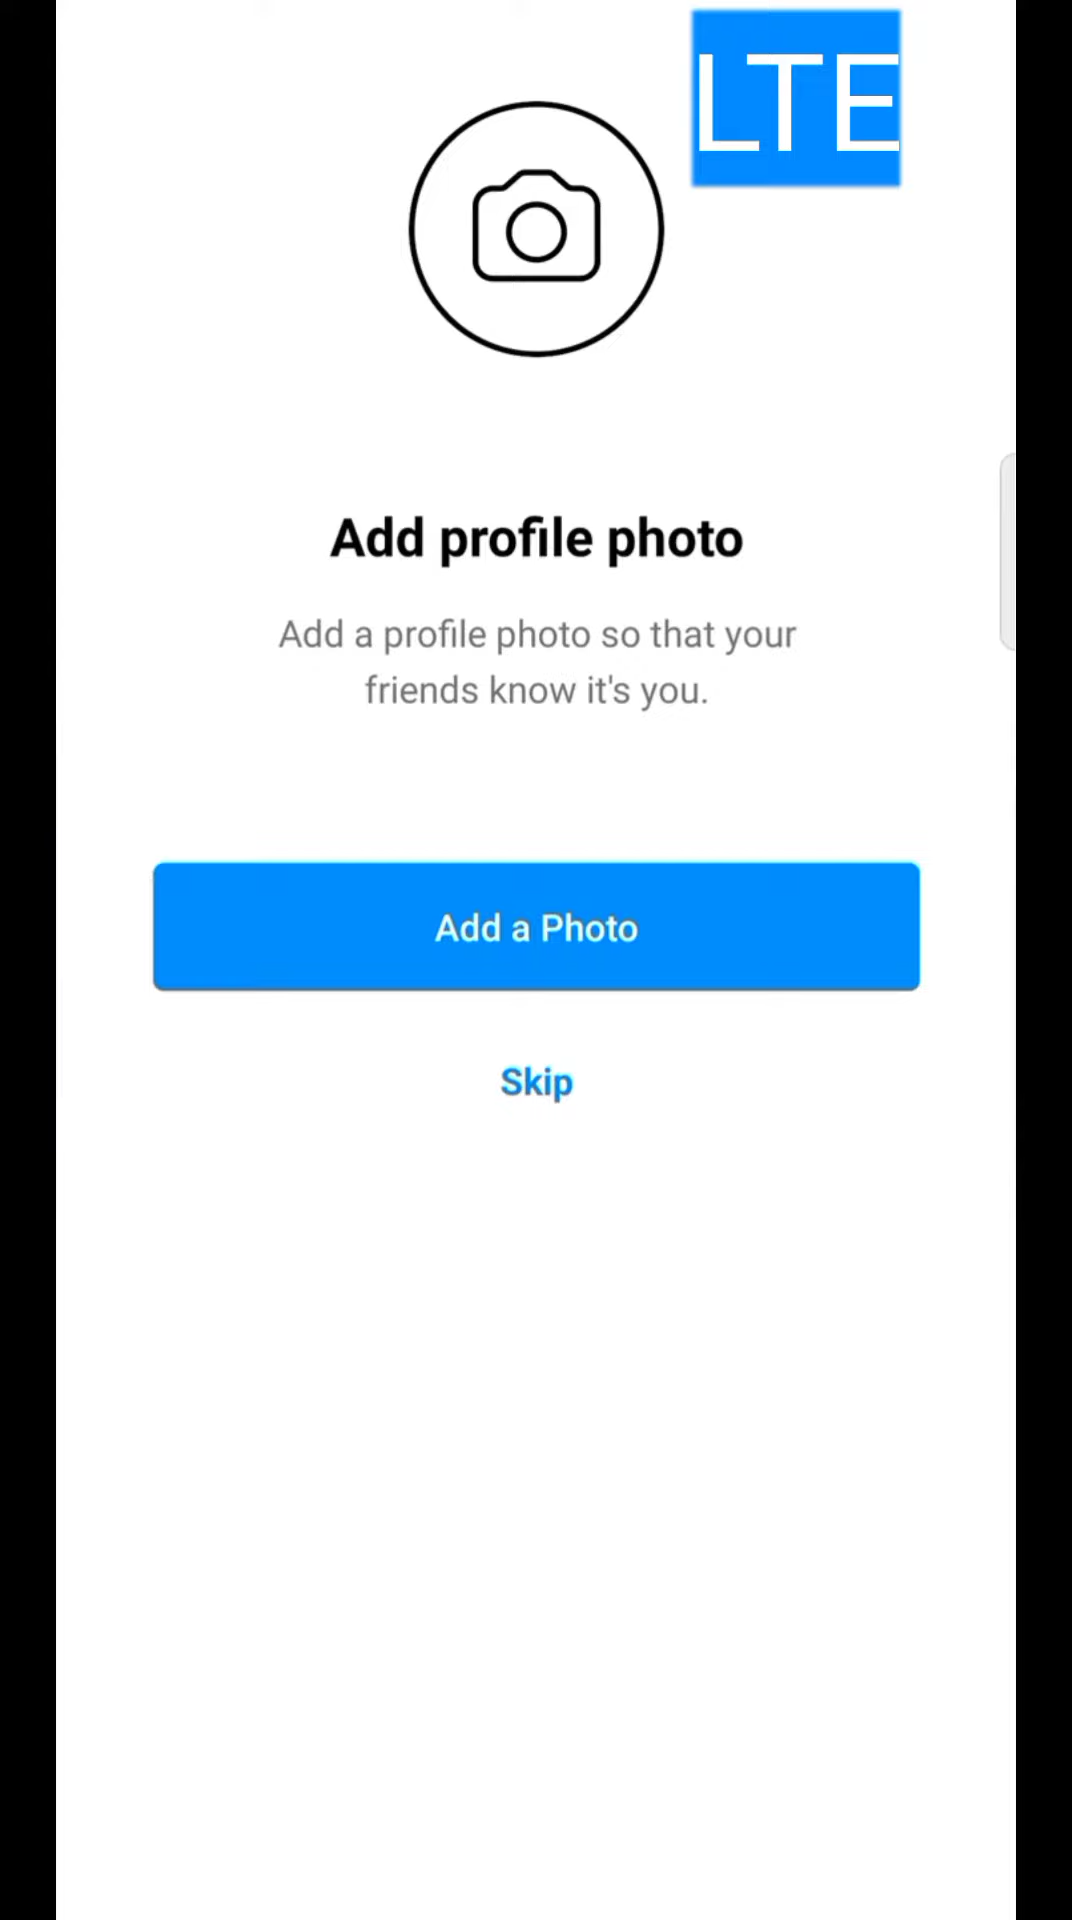 LTE
Add profile photo
Add a profile photo so that your
friends know it's you.
Add a Photo
Skip